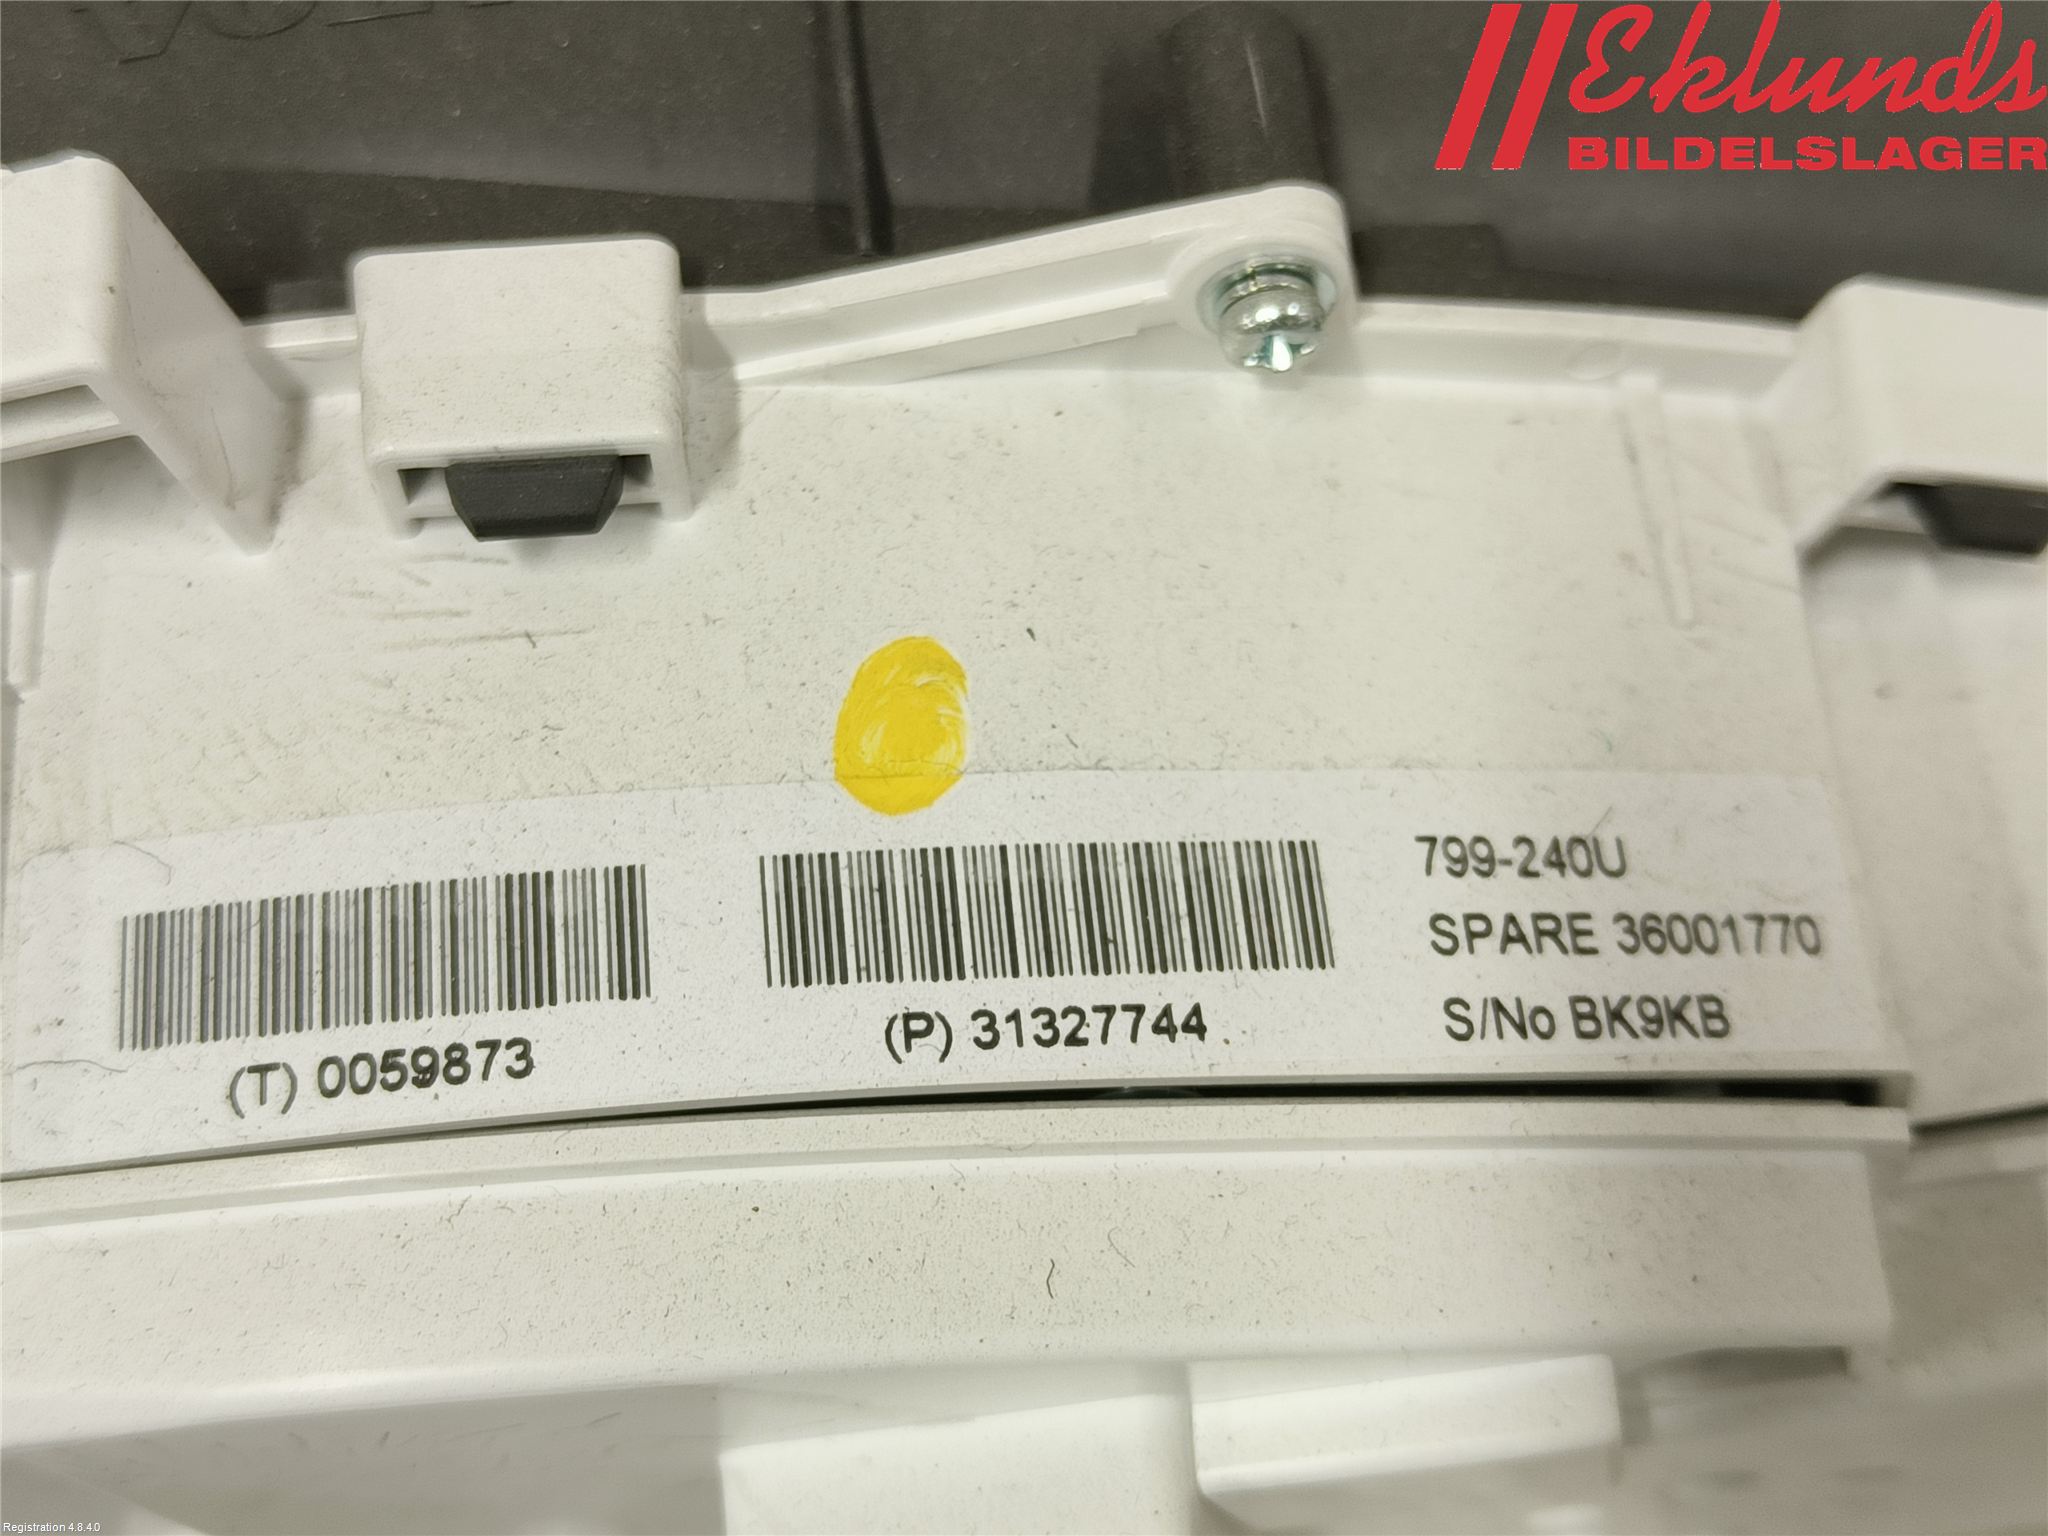 Eklunds
BILDELSLAGER
799-240U
SPARE 36001770
S/No BK9KB
(P) 31327744
(T) 0059873
Registration 4.8.4.0